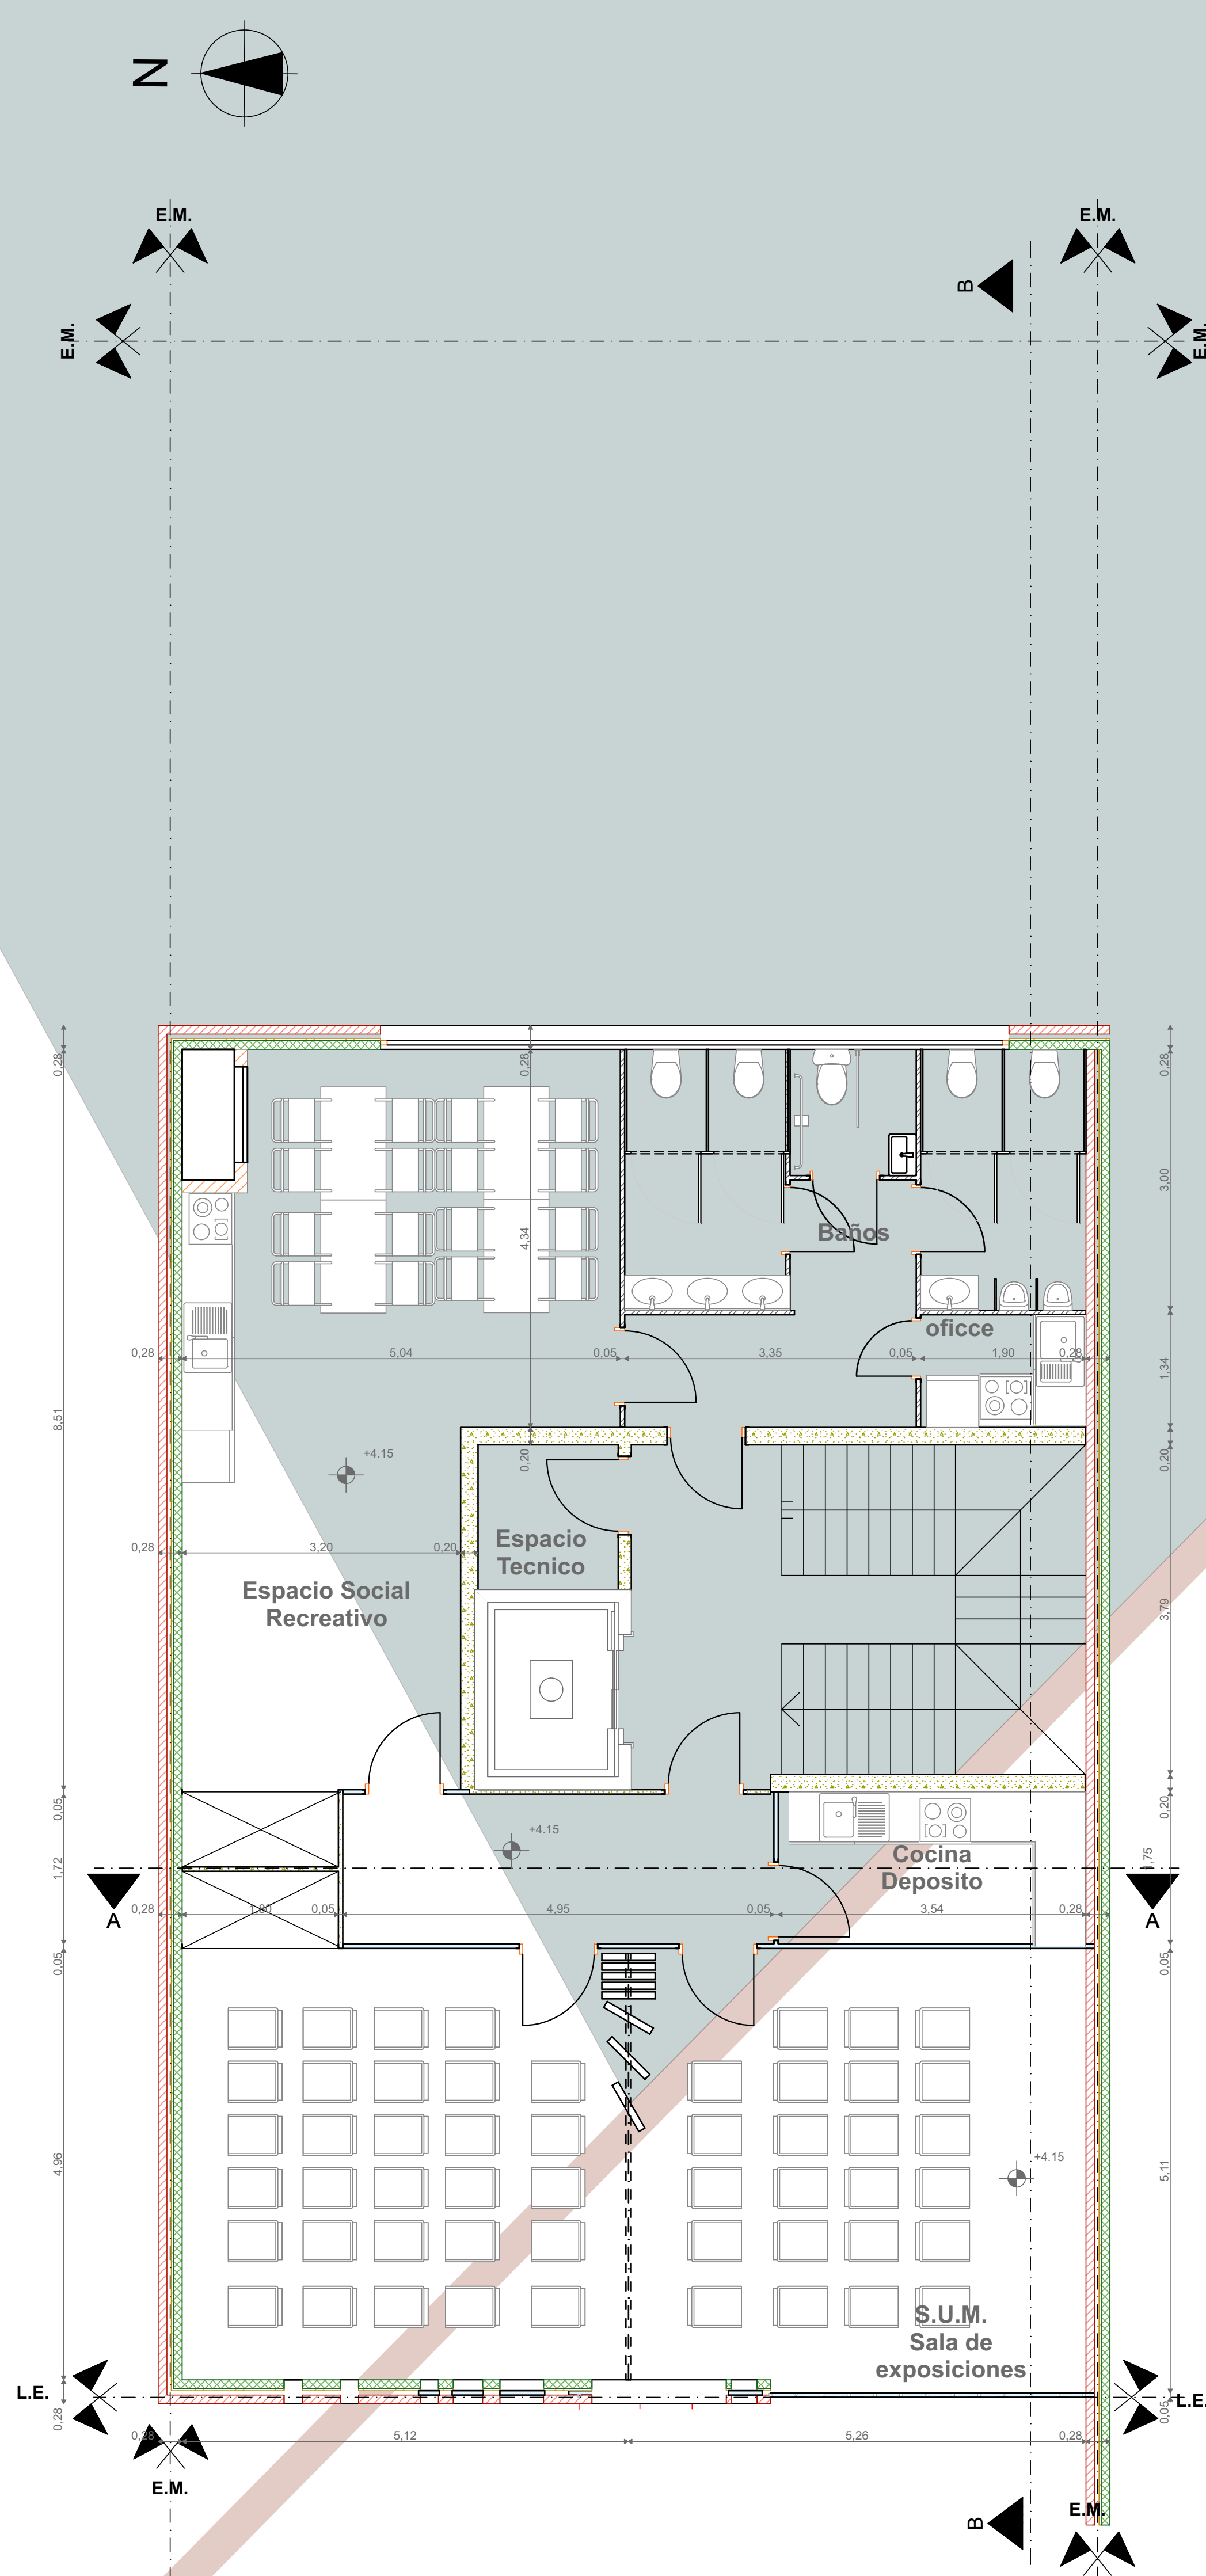 N
E.M.
E.M.
B
E.M.
E.M.
0,28
0,28
0,28
3,00
4,34
Baños
oficce
0,28
5,04
0,05
3,35
0,05
1,90
0,28
1,34
8,51
+4.15
0,20
0,20
Espacio
Tecnico
0,28
3,20
0,20
Espacio Social
Recreativo
3,79
0,05
0,20
+4.15
Cocina
Deposito
1,72
1,75
A
A
0,28
1,80
0,05
4,95
0,05
3,54
0,28
0,05
0,05
4,96
+4.15
5,11
S.U.M.
Sala de
exposiciones
L.E.
L.E.
0,28
0,05
0,28
5,12
5,26
0,28
E.M.
E.M.
B